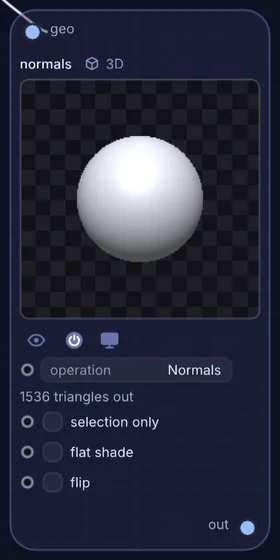 geo
normals 3D
operation Normals
1536 triangles out
selection only
flat shade
flip
out